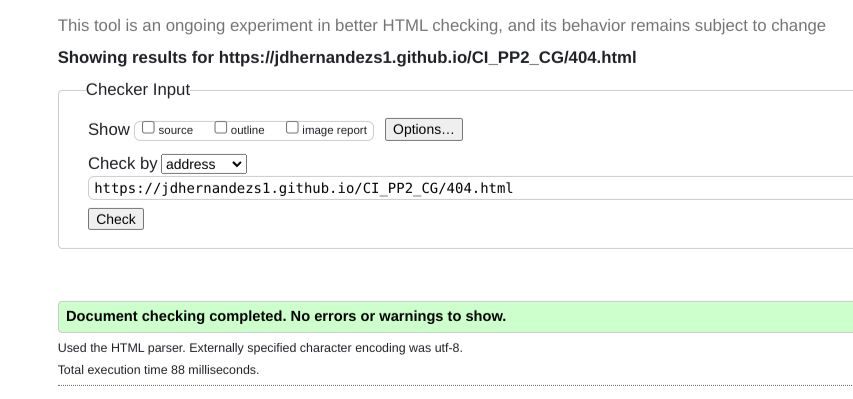 This tool is an ongoing experiment in better HTML checking, and its behavior remains subject to change
Showing results for https://jdhernandezs1.github.io/CI_PP2_CG/404.html
Checker Input
Show source outline image report Options...
Check by address
https://jdhernandezs1.github.io/CI_PP2_CG/404.html
Check
Document checking completed. No errors or warnings to show.
Used the HTML parser. Externally specified character encoding was utf-8.
Total execution time 88 milliseconds.